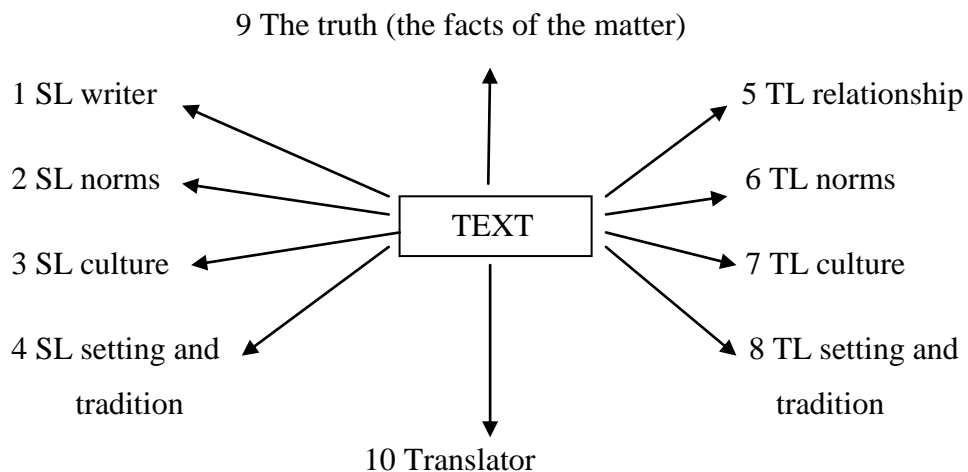 9 The truth (the facts of the matter)
1 SL writer
5 TL relationship
2 SL norms
6 TL norms
TEXT
3 SL culture
7 TL culture
4 SL setting and
tradition
8 TL setting and
tradition
10 Translator